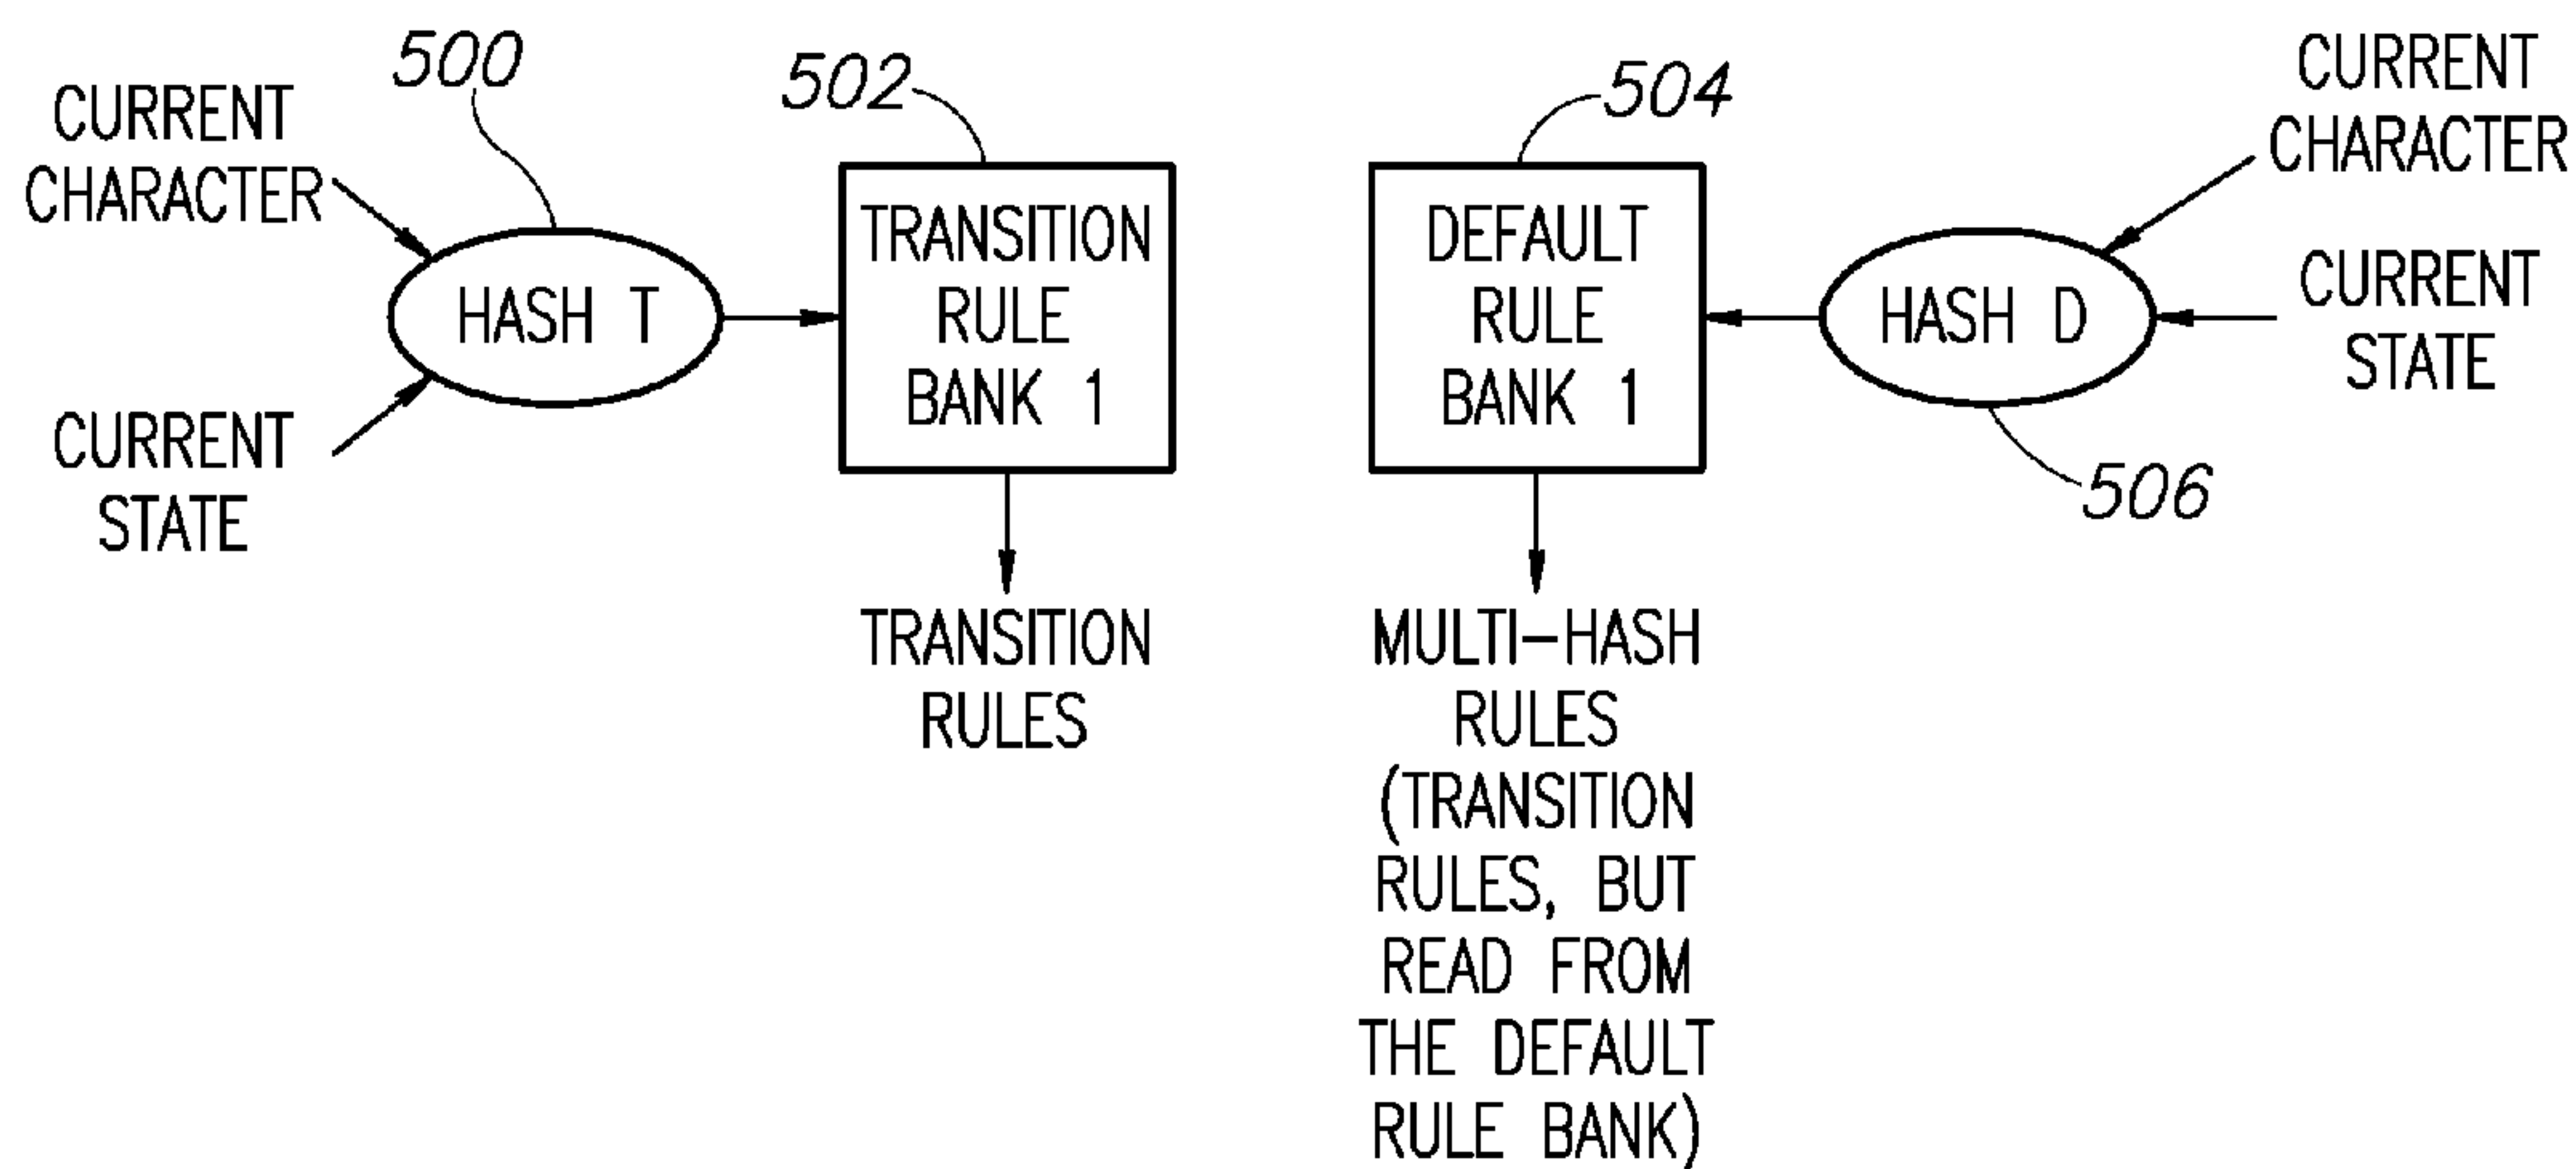 500
CURRENT
CHARACTER
HASH T
CURRENT
STATE
502
TRANSITION
RULE
BANK 1
TRANSITION
RULES
504
DEFAULT
RULE
BANK 1
MULTI-HASH
RULES
(TRANSITION
RULES, BUT
READ FROM
THE DEFAULT
RULE BANK)
CURRENT
CHARACTER
HASH D
CURRENT
STATE
506